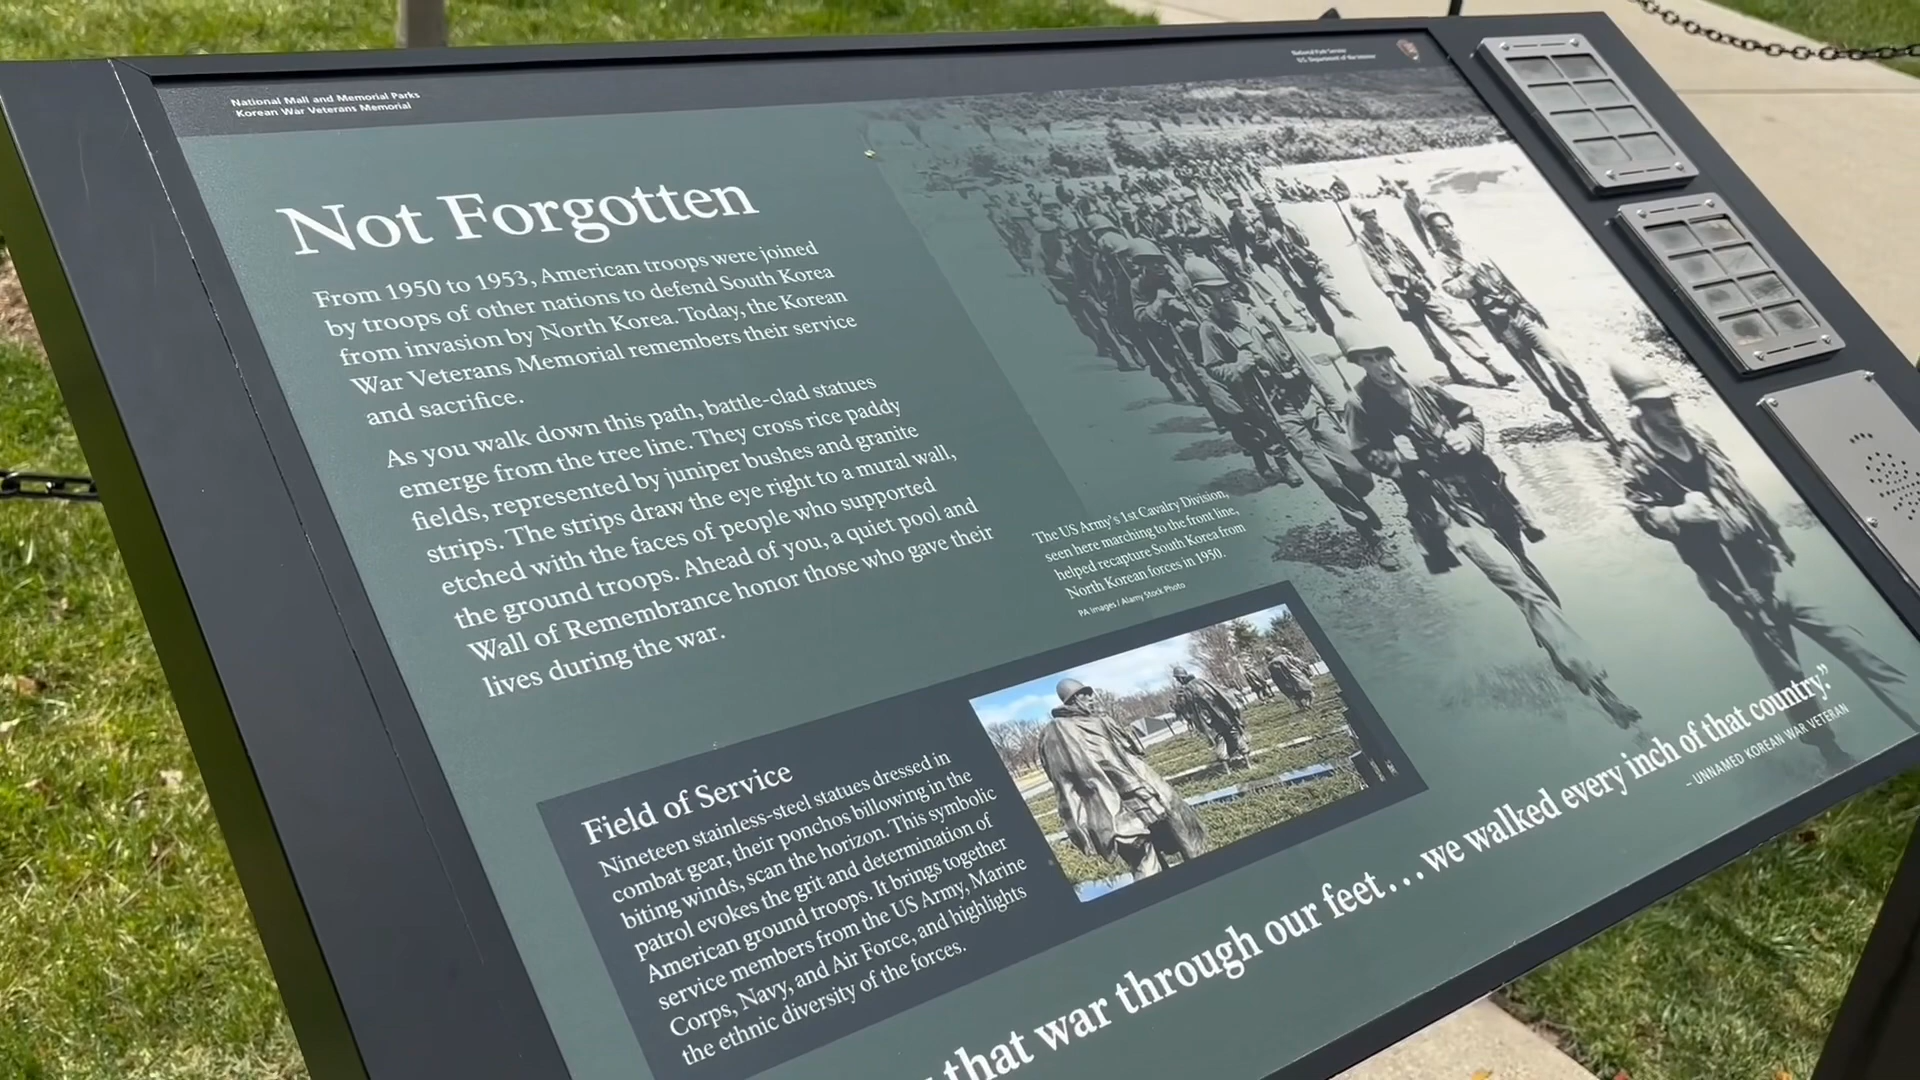 National Mall and Memorial Parks
Korean War Veterans Memorial
National Park Service
U.S. Department of the Interior
Not Forgotten
From 1950 to 1953, American troops were joined
by troops of other nations to defend South Korea
from invasion by North Korea. Today, the Korean
War Veterans Memorial remembers their service
and sacrifice.
As you walk down this path, battle-clad statues
emerge from the tree line. They cross rice paddy
fields, represented by juniper bushes and granite
strips. The strips draw the eye right to a mural wall,
etched with the faces of people who supported
the ground troops. Ahead of you, a quiet pool and
Wall of Remembrance honor those who gave their
lives during the war.
The US Army's 1st Cavalry Division,
seen here marching to the front line,
helped recapture South Korea from
North Korean forces in 1950.
PA Images / Alamy Stock Photo
Field of Service
Nineteen stainless-steel statues dressed in
combat gear, their ponchos billowing in the
biting winds, scan the horizon. This symbolic
patrol evokes the grit and determination of
American ground troops. It brings together
service members from the US Army, Marine
Corps, Navy, and Air Force, and highlights
the ethnic diversity of the forces.
that war through our feet...we walked every inch of that country."
– UNNAMED KOREAN WAR VETERAN